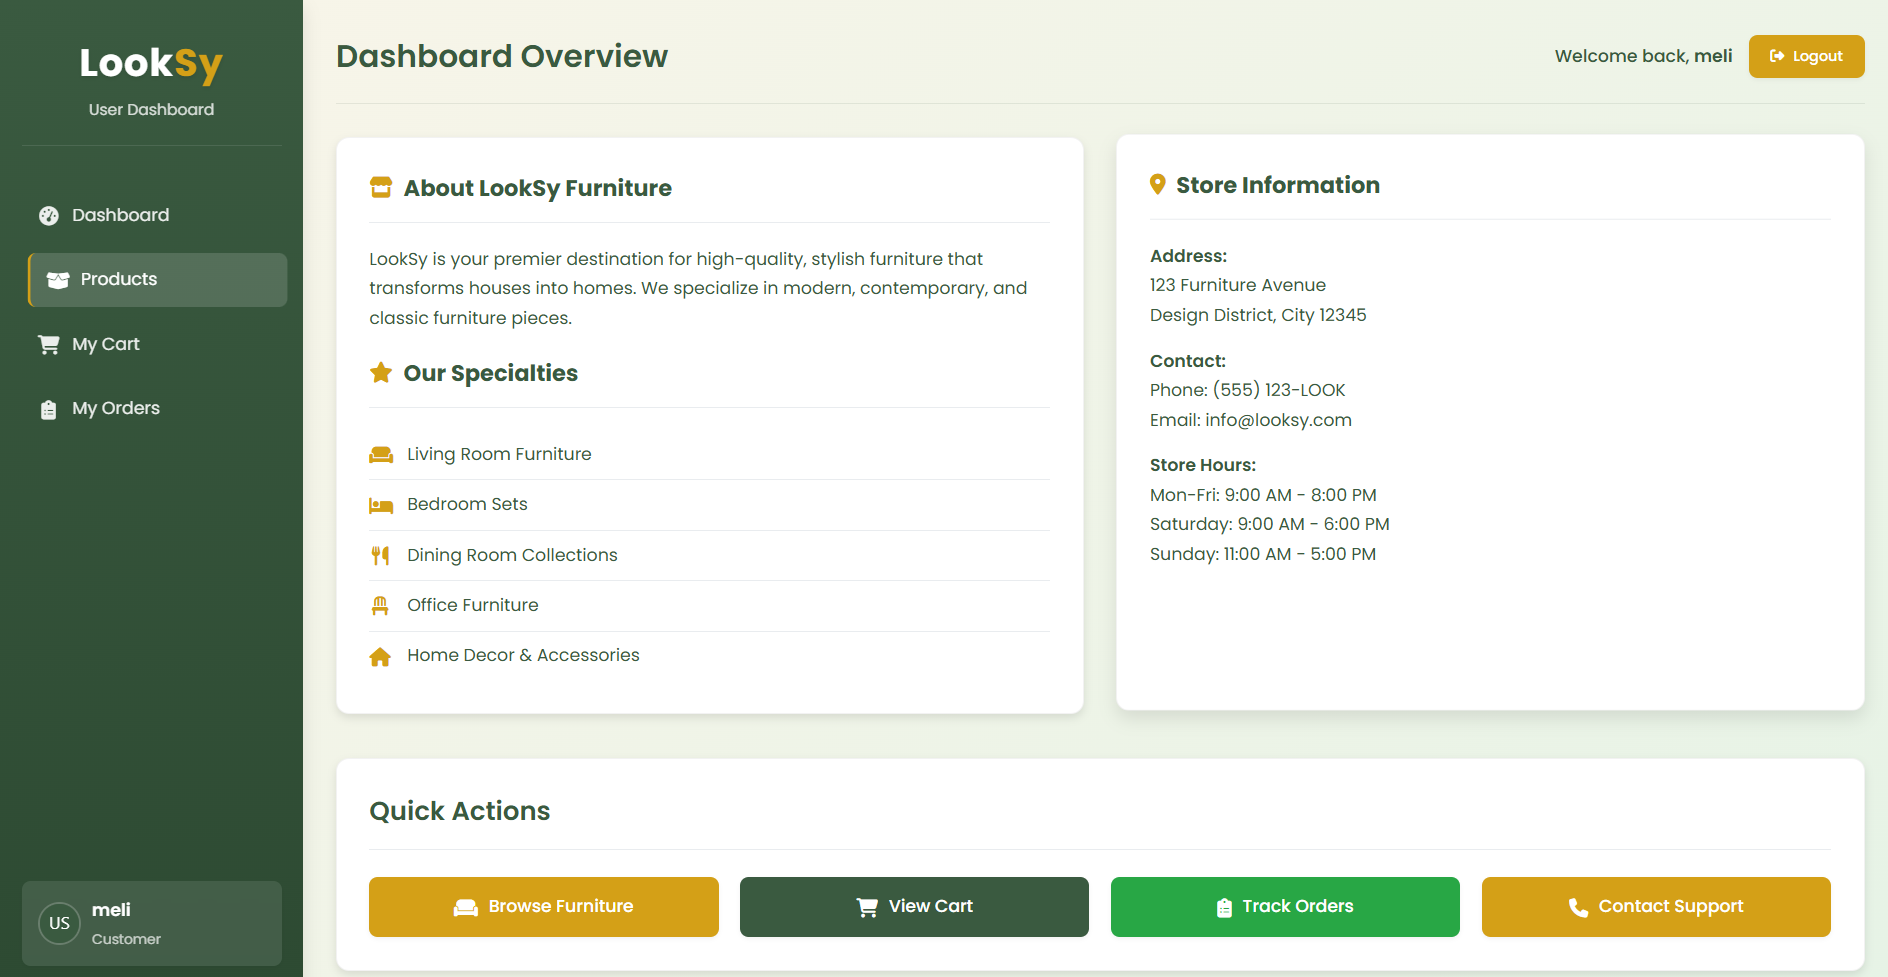 LookSy
User Dashboard
Dashboard
Products
My Cart
My Orders
US
meli
Customer
Dashboard Overview
Welcome back, meli
Logout
About LookSy Furniture
LookSy is your premier destination for high-quality, stylish furniture that
transforms houses into homes. We specialize in modern, contemporary, and
classic furniture pieces.
Our Specialties
Living Room Furniture
Bedroom Sets
Dining Room Collections
Office Furniture
Home Decor & Accessories
Store Information
Address:
123 Furniture Avenue
Design District, City 12345
Contact:
Phone: (555) 123-LOOK
Email: info@looksy.com
Store Hours:
Mon-Fri: 9:00 AM - 8:00 PM
Saturday: 9:00 AM - 6:00 PM
Sunday: 11:00 AM - 5:00 PM
Quick Actions
Browse Furniture
View Cart
Track Orders
Contact Support